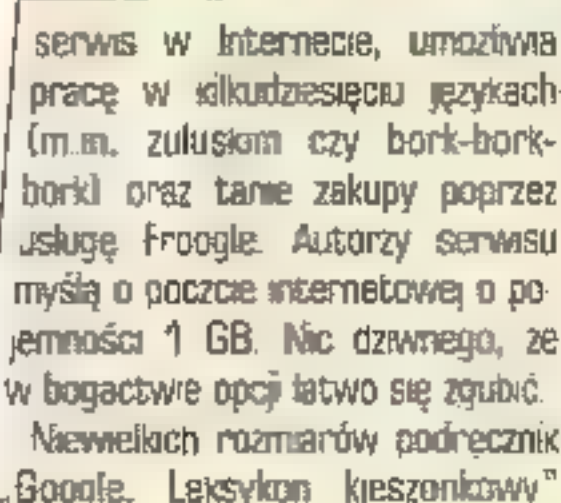 serwis w Internecie, umożliwia
pracę w kilkudziesięciu językach
(m.in. zuluskim czy bork-bork-
bork) oraz tanie zakupy poprzez
usługę Froogle. Autorzy serwisu
myślą o poczcie internetowej o po-
jemności 1 GB. Nic dziwnego, że
w bogactwie opcji łatwo się zgubić.
Niewielkich rozmiarów podręcznik
„Google. Leksykon kieszonkowy”